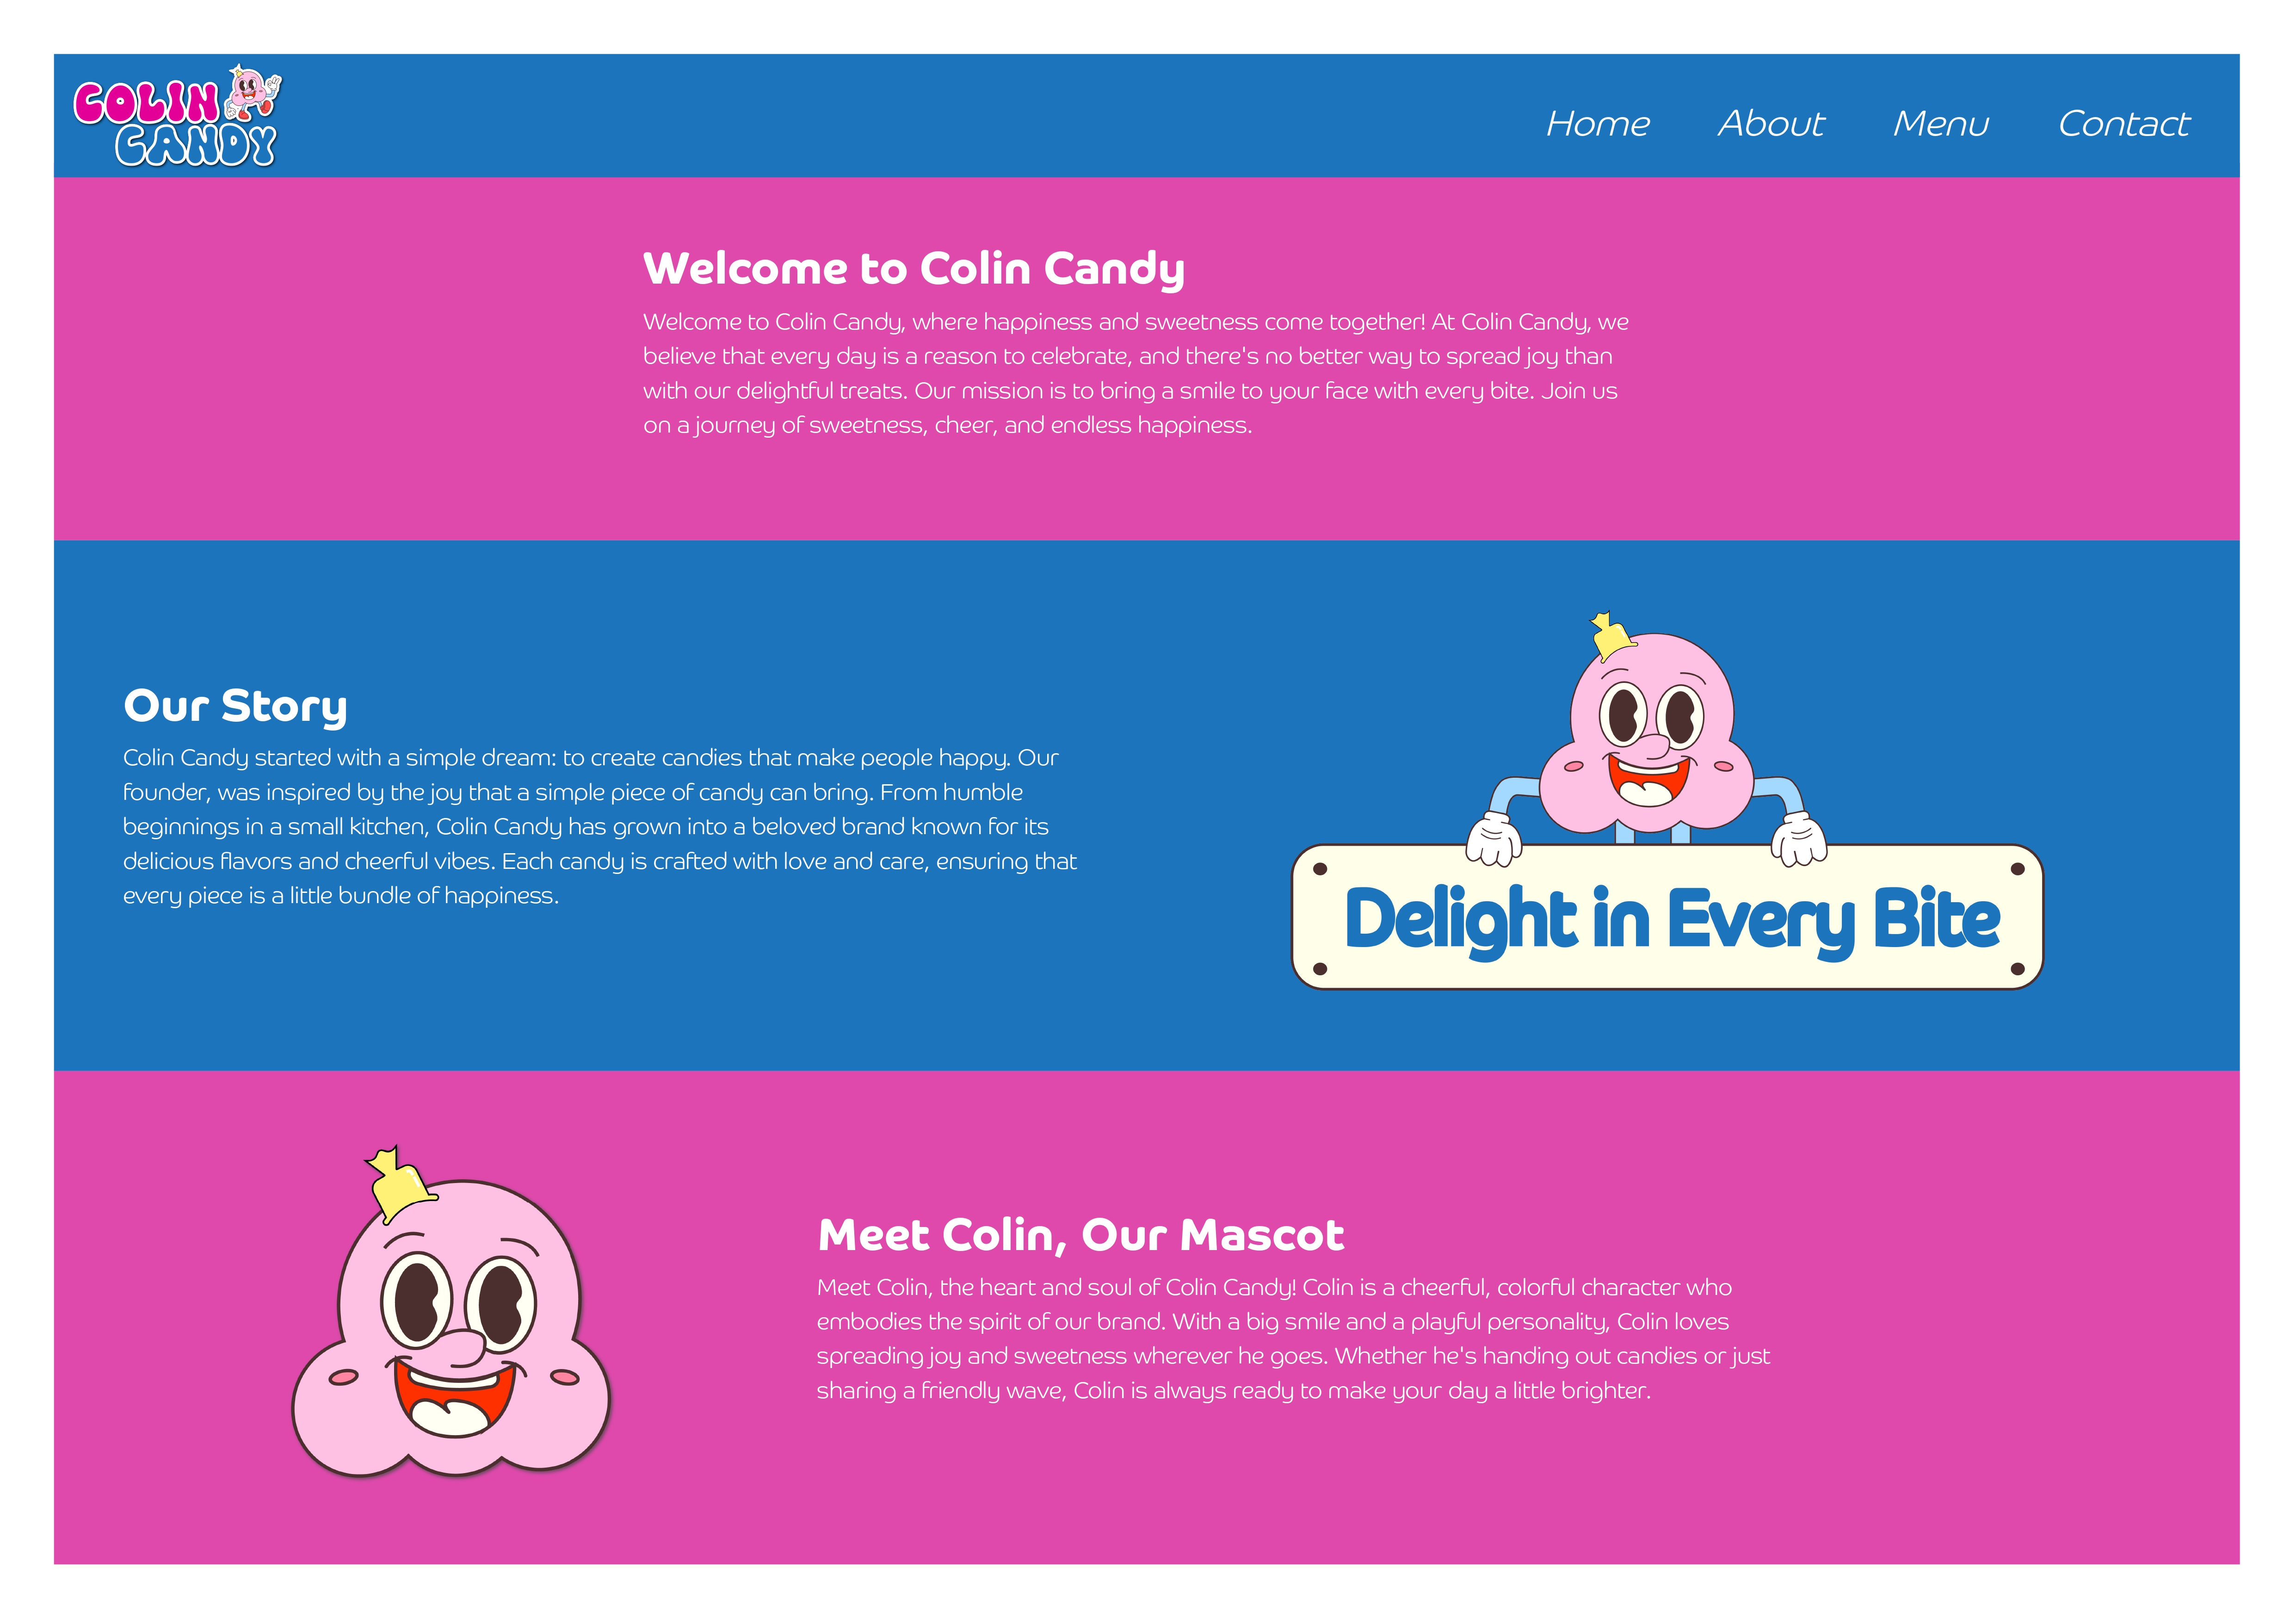 COLIN
CANDY
Home About Menu Contact
Welcome to Colin Candy
Welcome to Colin Candy, where happiness and sweetness come together! At Colin Candy, we
believe that every day is a reason to celebrate, and there's no better way to spread joy than
with our delightful treats. Our mission is to bring a smile to your face with every bite. Join us
on a journey of sweetness, cheer, and endless happiness.
Our Story
Colin Candy started with a simple dream: to create candies that make people happy. Our
founder, was inspired by the joy that a simple piece of candy can bring. From humble
beginnings in a small kitchen, Colin Candy has grown into a beloved brand known for its
delicious flavors and cheerful vibes. Each candy is crafted with love and care, ensuring that
every piece is a little bundle of happiness.
Delight in Every Bite
Meet Colin, Our Mascot
Meet Colin, the heart and soul of Colin Candy! Colin is a cheerful, colorful character who
embodies the spirit of our brand. With a big smile and a playful personality, Colin loves
spreading joy and sweetness wherever he goes. Whether he's handing out candies or just
sharing a friendly wave, Colin is always ready to make your day a little brighter.